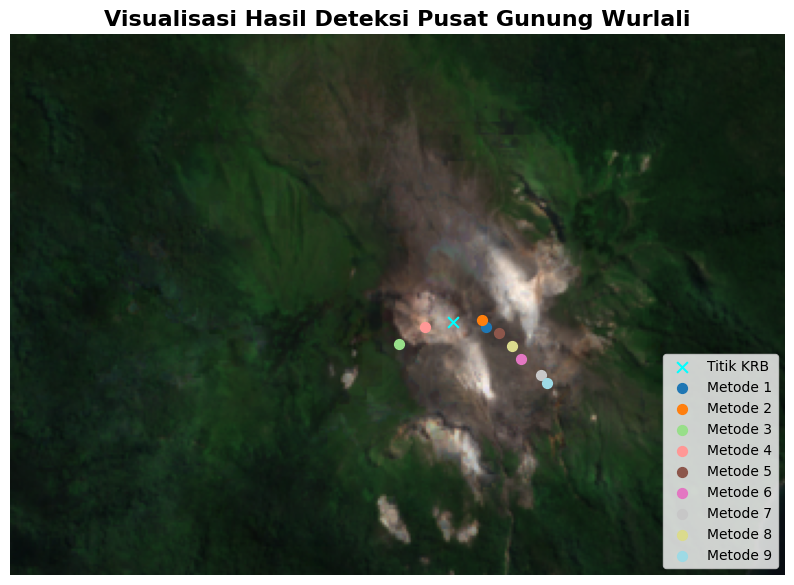 Visualisasi Hasil Deteksi Pusat Gunung Wurlali
Titik KRB
Metode 1
Metode 2
Metode 3
Metode 4
Metode 5
Metode 6
Metode 7
Metode 8
Metode 9